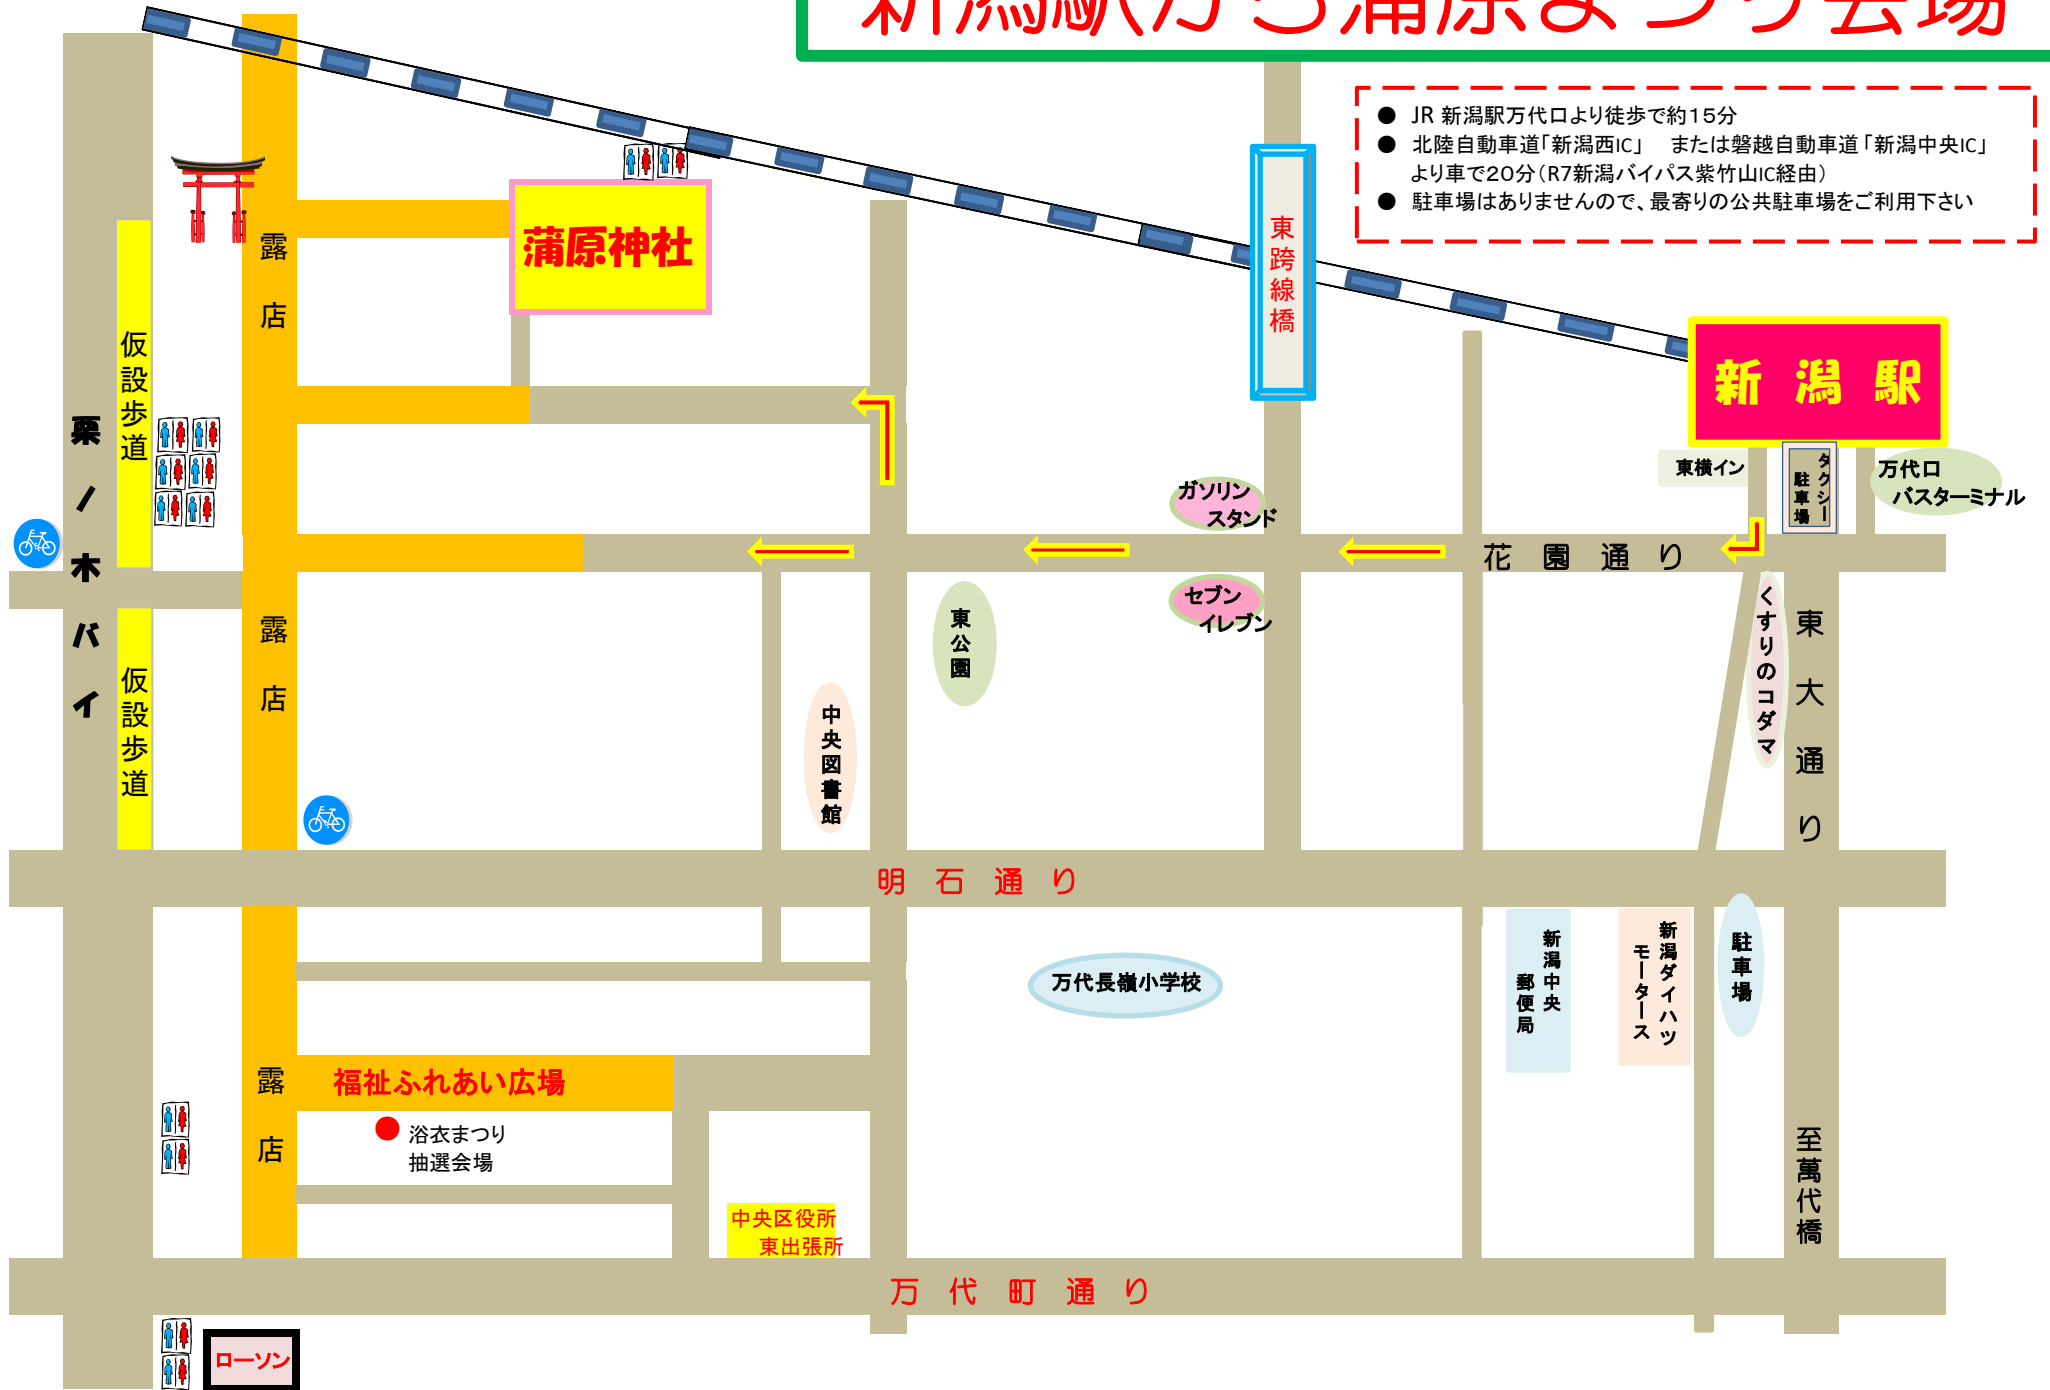 新潟駅から蒲原まつり会場
● JR 新潟駅万代口より徒歩で約15分
● 北陸自動車道「新潟西IC」 または磐越自動車道「新潟中央IC」
より車で20分（R7新潟バイパス紫竹山IC経由）
● 駐車場はありませんので、最寄りの公共駐車場をご利用下さい
蒲原神社
東跨線橋
新潟駅
露店
仮設歩道
栗ノ木バイ
東横イン
タクシー
駐車場
万代口
バスターミナル
ガソリン
スタンド
花園通り
セブン
イレブン
くすりのコダマ
東公園
東大通り
露店
仮設歩道
中央図書館
明石通り
新潟中央
郵便局
新潟ダイハツ
モータース
駐車場
万代長嶺小学校
露店
福祉ふれあい広場
浴衣まつり
抽選会場
至萬代橋
中央区役所
東出張所
万代町通り
ローソン